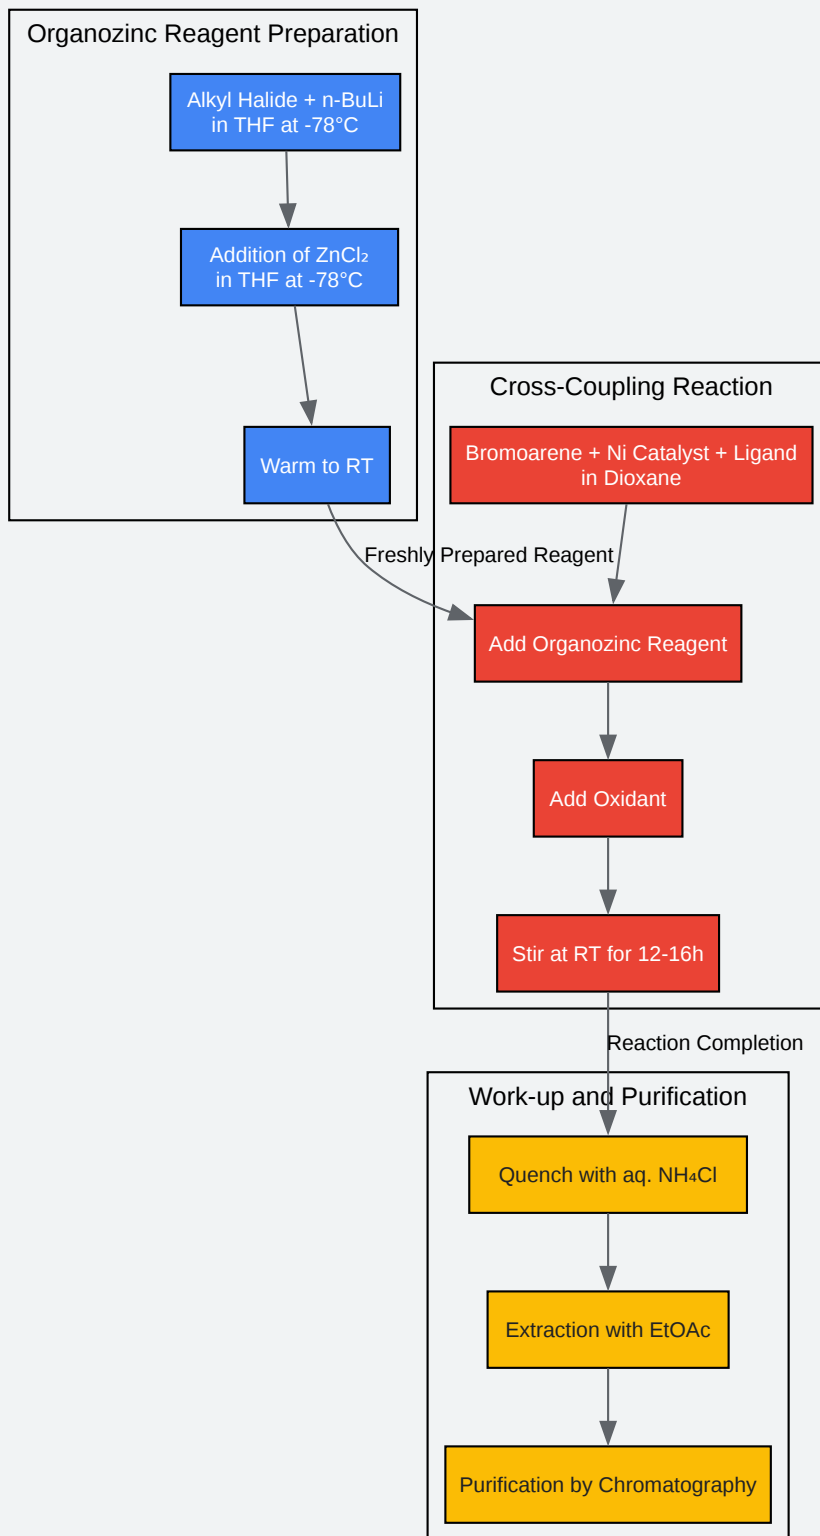 Organozinc Reagent Preparation
Alkyl Halide + n-BuLi
in THF at -78°C
Addition of ZnCl₂
in THF at -78°C
Warm to RT
Cross-Coupling Reaction
Bromoarene + Ni Catalyst + Ligand
in Dioxane
Freshly Prepared Reagent
Add Organozinc Reagent
Add Oxidant
Stir at RT for 12-16h
Reaction Completion
Work-up and Purification
Quench with aq. NH₄Cl
Extraction with EtOAc
Purification by Chromatography